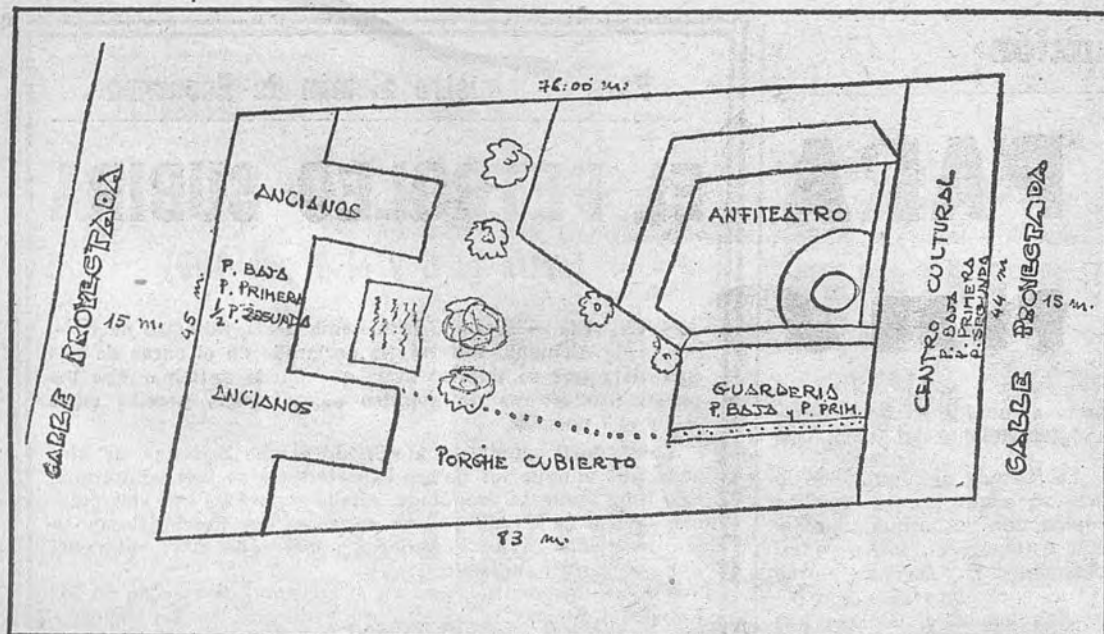 76:00 m.
CALLE PROYECTADA
15 m.
45 m.
ANCIANOS
P. BAJA
P. PRIMERA
½ P. SEGUNDA
ANCIANOS
ANFITEATRO
GUARDERIA
P. BAJA y P. PRIM.
PORCHE CUBIERTO
83 m.
CENTRO CULTURAL
P. BAJA
P. PRIMERA
P. SEGUNDA
44 m
15 m.
CALLE PROYECTADA